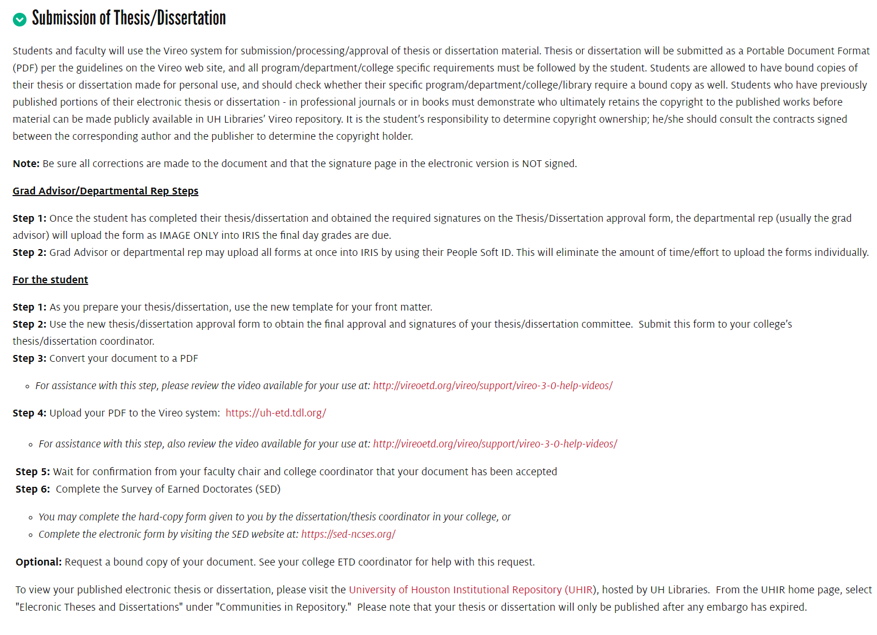 Submission of Thesis/Dissertation
Students and faculty will use the Vireo system for submission/processing/approval of thesis or dissertation material. Thesis or dissertation will be submitted as a Portable Document Format
(PDF) per the guidelines on the Vireo web site, and all program/department/college specific requirements must be followed by the student. Students are allowed to have bound copies of
their thesis or dissertation made for personal use, and should check whether their specific program/department/college/library require a bound copy as well. Students who have previously
published portions of their electronic thesis or dissertation - in professional journals or in books must demonstrate who ultimately retains the copyright to the published works before
material can be made publicly available in UH Libraries' Vireo repository. It is the student's responsibility to determine copyright ownership; he/she should consult the contracts signed
between the corresponding author and the publisher to determine the copyright holder.
Note: Be sure all corrections are made to the document and that the signature page in the electronic version is NOT signed.
Grad Advisor/Departmental Rep Steps
Step 1: Once the student has completed their thesis/dissertation and obtained the required signatures on the Thesis/Dissertation approval form, the departmental rep (usually the grad
advisor) will upload the form as IMAGE ONLY into IRIS the final day grades are due.
Step 2: Grad Advisor or departmental rep may upload all forms at once into IRIS by using their People Soft ID. This will eliminate the amount of time/effort to upload the forms individually.
For the student
Step 1: As you prepare your thesis/dissertation, use the new template for your front matter.
Step 2: Use the new thesis/dissertation approval form to obtain the final approval and signatures of your thesis/dissertation committee. Submit this form to your college's
thesis/dissertation coordinator.
Step 3: Convert your document to a PDF
For assistance with this step, please review the video available for your use at: http://vireoetd.org/vireo/support/vireo-3-0-help-videos/
Step 4: Upload your PDF to the Vireo system: https://uh-etd.tdl.org/
For assistance with this step, also review the video available for your use at: http://vireoetd.org/vireo/support/vireo-3-0-help-videos/
Step 5: Wait for confirmation from your faculty chair and college coordinator that your document has been accepted
Step 6: Complete the Survey of Earned Doctorates (SED)
You may complete the hard-copy form given to you by the dissertation/thesis coordinator in your college, or
Complete the electronic form by visiting the SED website at: https://sed-ncses.org/
Optional: Request a bound copy of your document. See your college ETD coordinator for help with this request.
To view your published electronic thesis or dissertation, please visit the University of Houston Institutional Repository (UHIR), hosted by UH Libraries. From the UHIR home page, select
"Elecronic Theses and Dissertations" under "Communities in Repository." Please note that your thesis or dissertation will only be published after any embargo has expired.